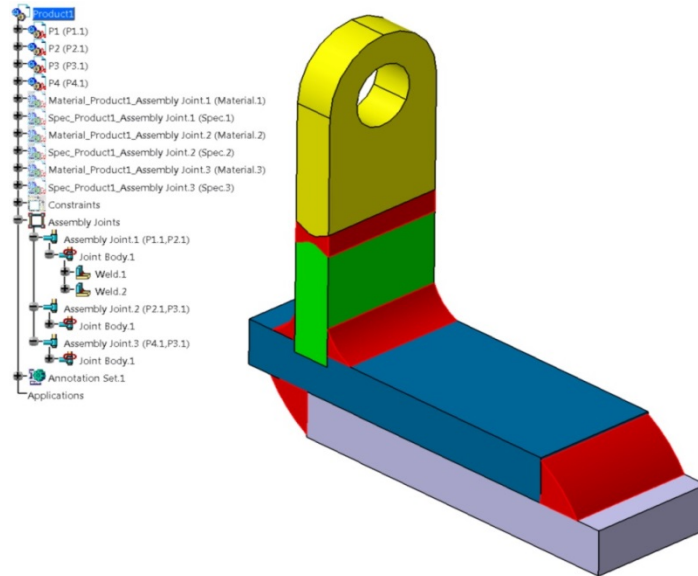 Product1
P1 (P1.1)
P2 (P2.1)
P3 (P3.1)
P4 (P4.1)
Material_Product1_Assembly Joint.1 (Material.1)
Spec_Product1_Assembly Joint.1 (Spec.1)
Material_Product1_Assembly Joint.2 (Material.2)
Spec_Product1_Assembly Joint.2 (Spec.2)
Material_Product1_Assembly Joint.3 (Material.3)
Spec_Product1_Assembly Joint.3 (Spec.3)
Constraints
Assembly Joints
Assembly Joint.1 (P1.1,P2.1)
Joint Body.1
Weld.1
Weld.2
Assembly Joint.2 (P2.1,P3.1)
Joint Body.1
Assembly Joint.3 (P4.1,P3.1)
Joint Body.1
Annotation Set.1
Applications